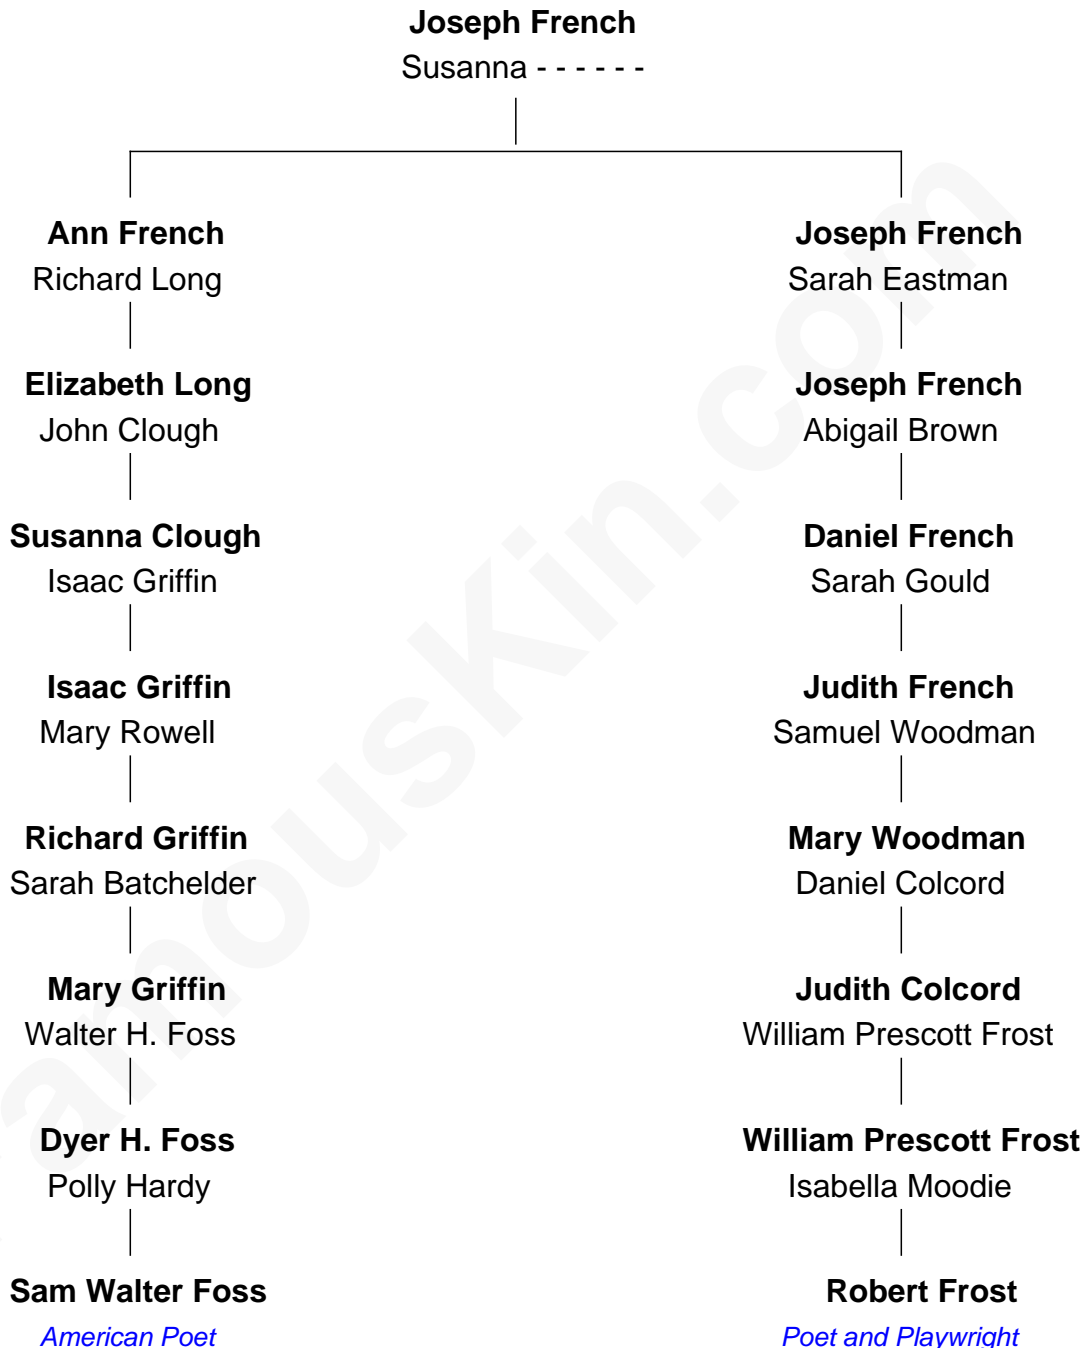 Joseph French
Susanna - - - - - -
Ann French
Joseph French
Richard Long
Sarah Eastman
Elizabeth Long
Joseph French
John Clough
Abigail Brown
Susanna Clough
Daniel French
Isaac Griffin
Sarah Gould
Isaac Griffin
Judith French
Mary Rowell
Samuel Woodman
Richard Griffin
Mary Woodman
Sarah Batchelder
Daniel Colcord
Mary Griffin
Judith Colcord
Walter H. Foss
William Prescott Frost
Dyer H. Foss
William Prescott Frost
Polly Hardy
Isabella Moodie
Sam Walter Foss
Robert Frost
American Poet
Poet and Playwright
amousKin.com